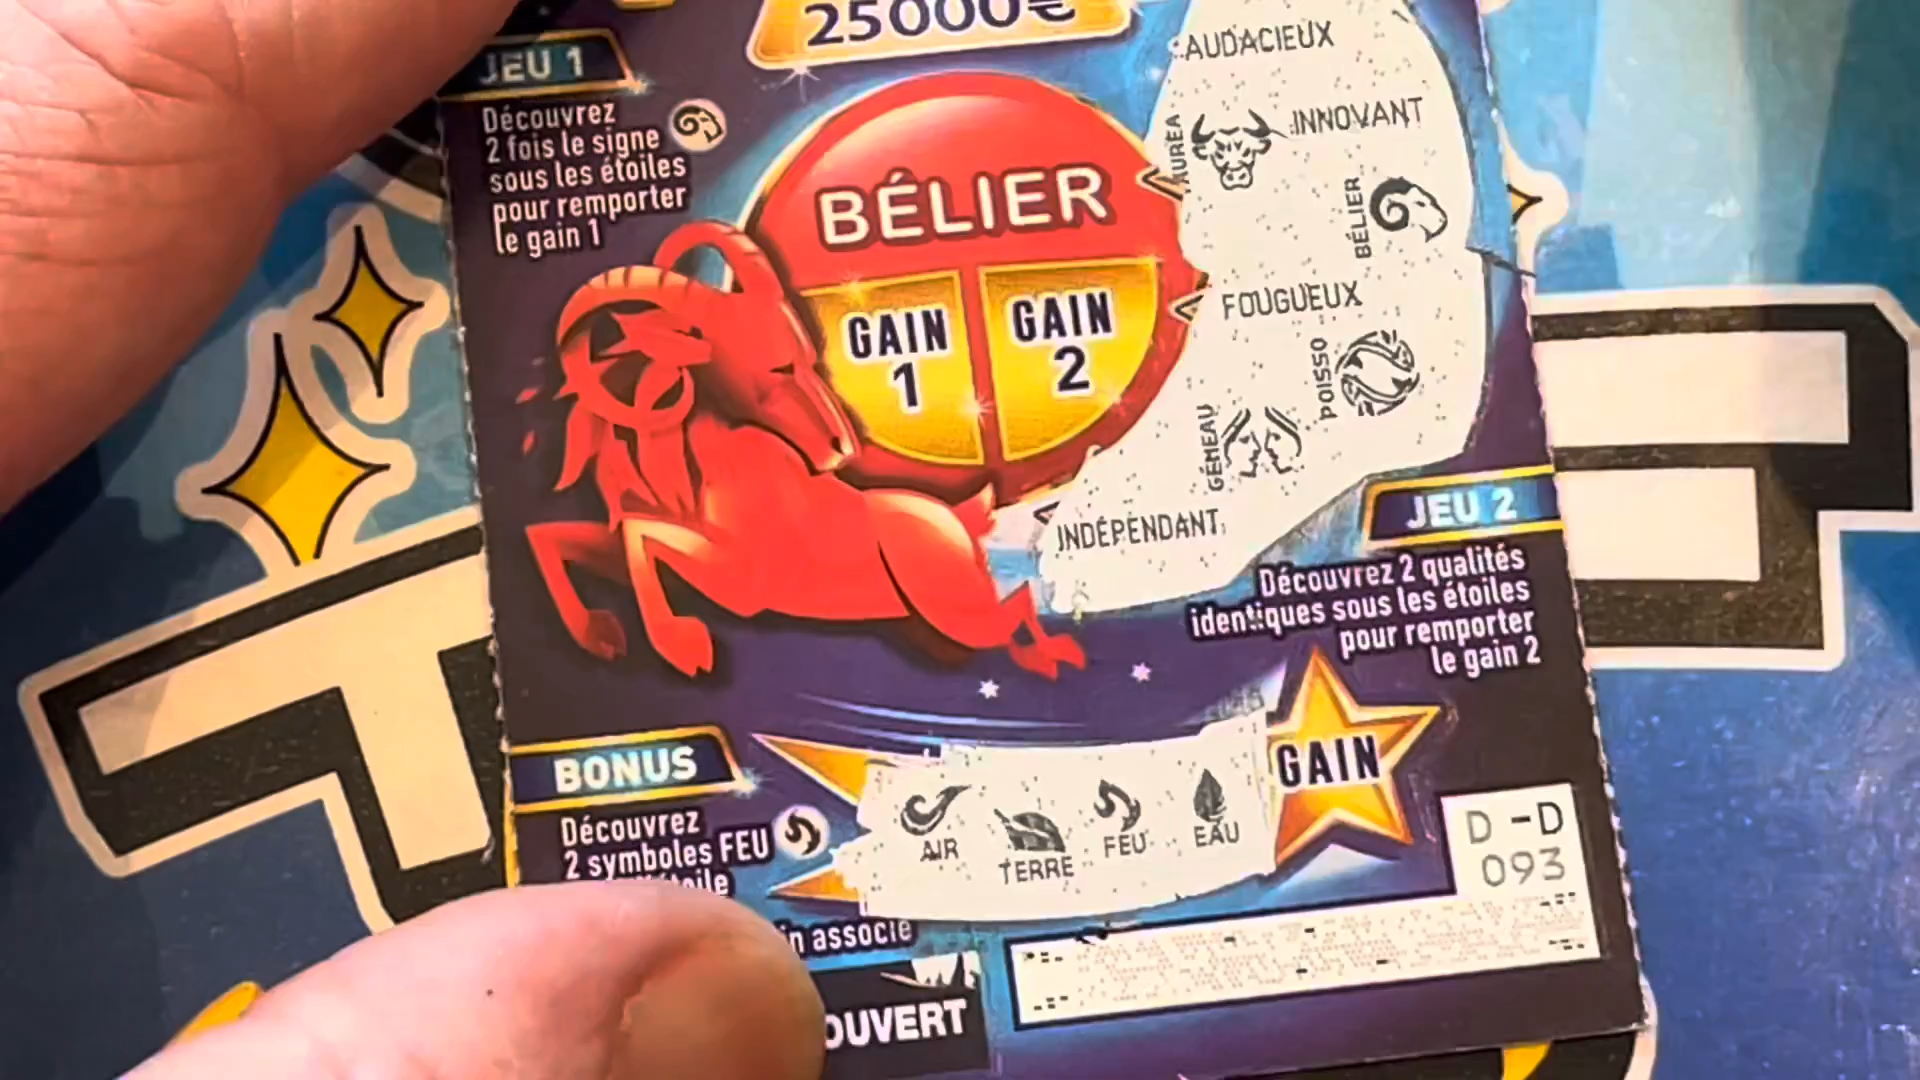 25000€
JEU 1
Découvrez
2 fois le signe
sous les étoiles
pour remporter
le gain 1
BÉLIER
GAIN
1
GAIN
2
AUDACIEUX
INNOVANT
BÉLIER
FOUGUEUX
POISSO
GÉMEAU
INDÉPENDANT
JEU 2
Découvrez 2 qualités
identiques sous les étoiles
pour remporter
le gain 2
BONUS
Découvrez
2 symboles FEU
AIR
TERRE
FEU
EAU
GAIN
D-D
093
n associé
OUVERT